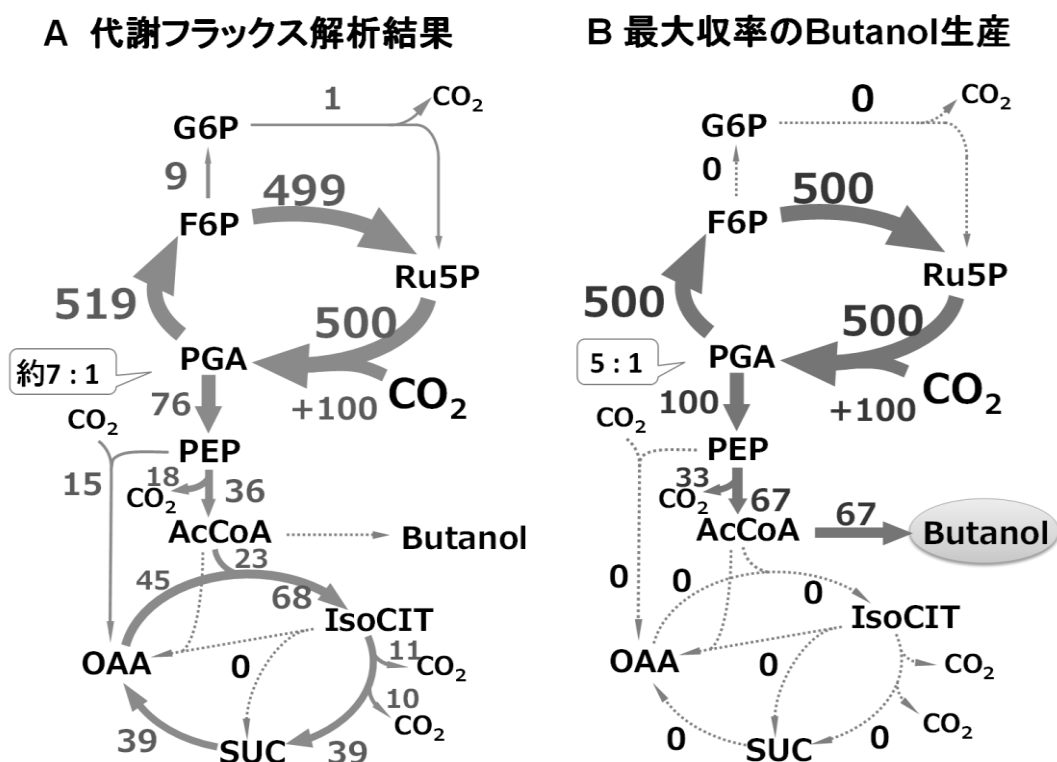 A 代謝フラックス解析結果
1
CO2
G6P
9
499
F6P
Ru5P
519
500
PGA
約7 : 1
+100
CO2
76
CO2
PEP
15
18
36
CO2
AcCoA
Butanol
23
45
68
IsoCIT
OAA
0
11
CO2
10
CO2
39
SUC
39
B 最大収率のButanol生産
0
CO2
G6P
0
500
F6P
Ru5P
500
500
PGA
5 : 1
+100
CO2
100
CO2
PEP
33
CO2
67
AcCoA
67
Butanol
0
0
0
IsoCIT
OAA
0
CO2
CO2
0
SUC
0